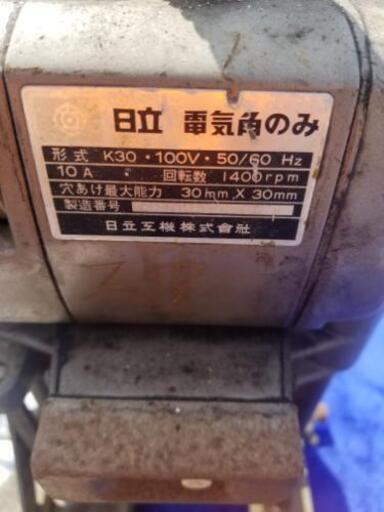 日立 電気角のみ
形式 K30・100V・50/60 Hz
10A 回転数 1400rpm
穴あけ最大能力 30mm X 30mm
製造番号
日立工機株式會社